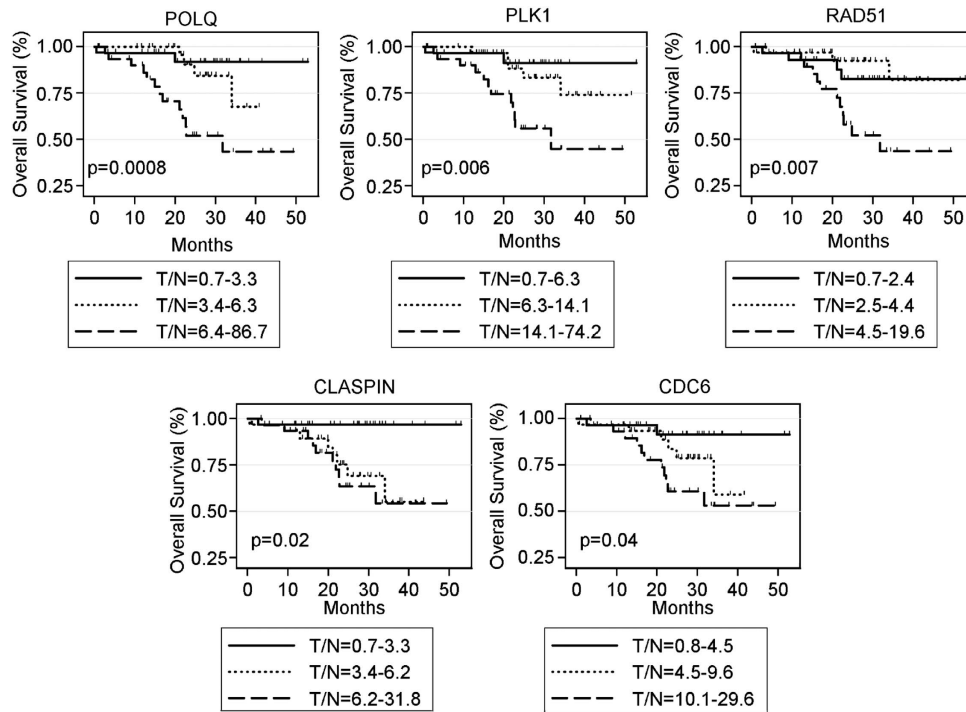 POLQ
Overall Survival (%)
1.00
0.75
0.50
0.25
p=0.0008
0 10 20 30 40 50
Months
T/N=0.7-3.3
T/N=3.4-6.3
T/N=6.4-86.7
PLK1
Overall Survival (%)
1.00
0.75
0.50
0.25
p=0.006
0 10 20 30 40 50
Months
T/N=0.7-6.3
T/N=6.3-14.1
T/N=14.1-74.2
RAD51
Overall Survival (%)
1.00
0.75
0.50
0.25
p=0.007
0 10 20 30 40 50
Months
T/N=0.7-2.4
T/N=2.5-4.4
T/N=4.5-19.6
CLASPIN
Overall Survival (%)
1.00
0.75
0.50
0.25
p=0.02
0 10 20 30 40 50
Months
T/N=0.7-3.3
T/N=3.4-6.2
T/N=6.2-31.8
CDC6
Overall Survival (%)
1.00
0.75
0.50
0.25
p=0.04
0 10 20 30 40 50
Months
T/N=0.8-4.5
T/N=4.5-9.6
T/N=10.1-29.6